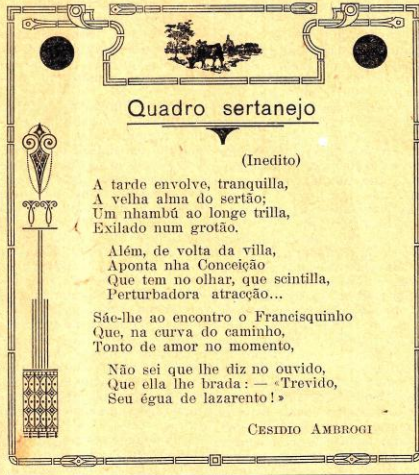 Quadro sertanejo
(Inedito)
A tarde envolve, tranquilla,
A velha alma do sertão;
Um nhambú ao longe trilla,
Exilado num grotão.
Além, de volta da villa,
Aponta nha Conceição
Que tem no olhar, que scintilla,
Perturbadora atracção...
Sáe-lhe ao encontro o Francisquinho
Que, na curva do caminho,
Tonto de amor no momento,
Não sei que lhe diz no ouvido,
Que ella lhe brada: — «Trevido,
Seu égua de lazarento!»
CESIDIO AMBROGI